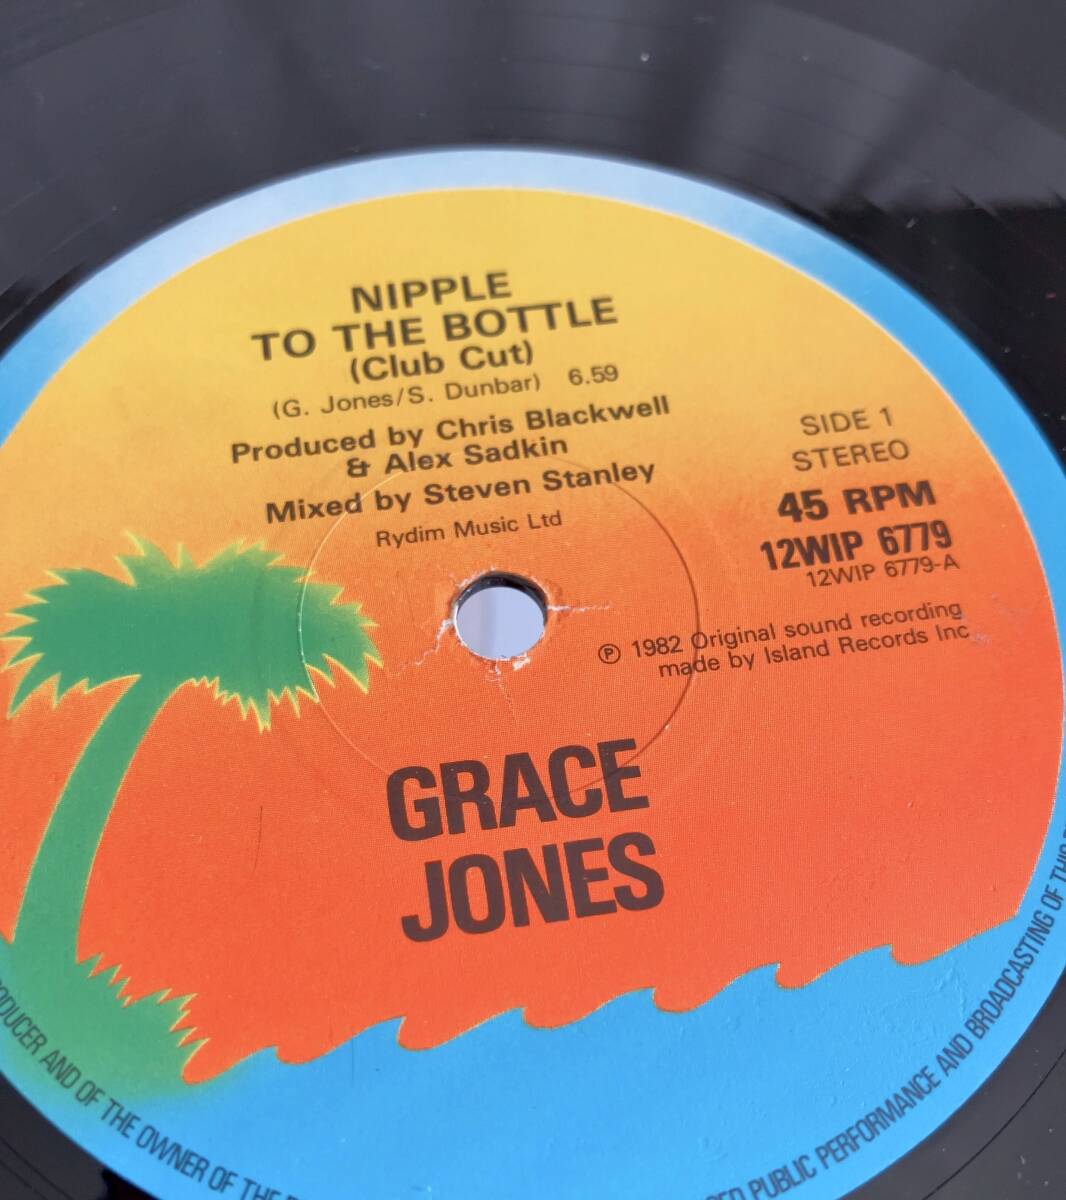 NIPPLE
TO THE BOTTLE
(Club Cut)
(G. Jones/S. Dunbar) 6.59
Produced by Chris Blackwell
& Alex Sadkin
Mixed by Steven Stanley
Rydim Music Ltd
SIDE 1
STEREO
45 RPM
12WIP 6779
12WIP 6779-A
℗ 1982 Original sound recording
made by Island Records Inc
GRACE
JONES
AND OF THE OWNER OF THE
PUBLIC PERFORMANCE AND BROADCASTING OF THIS